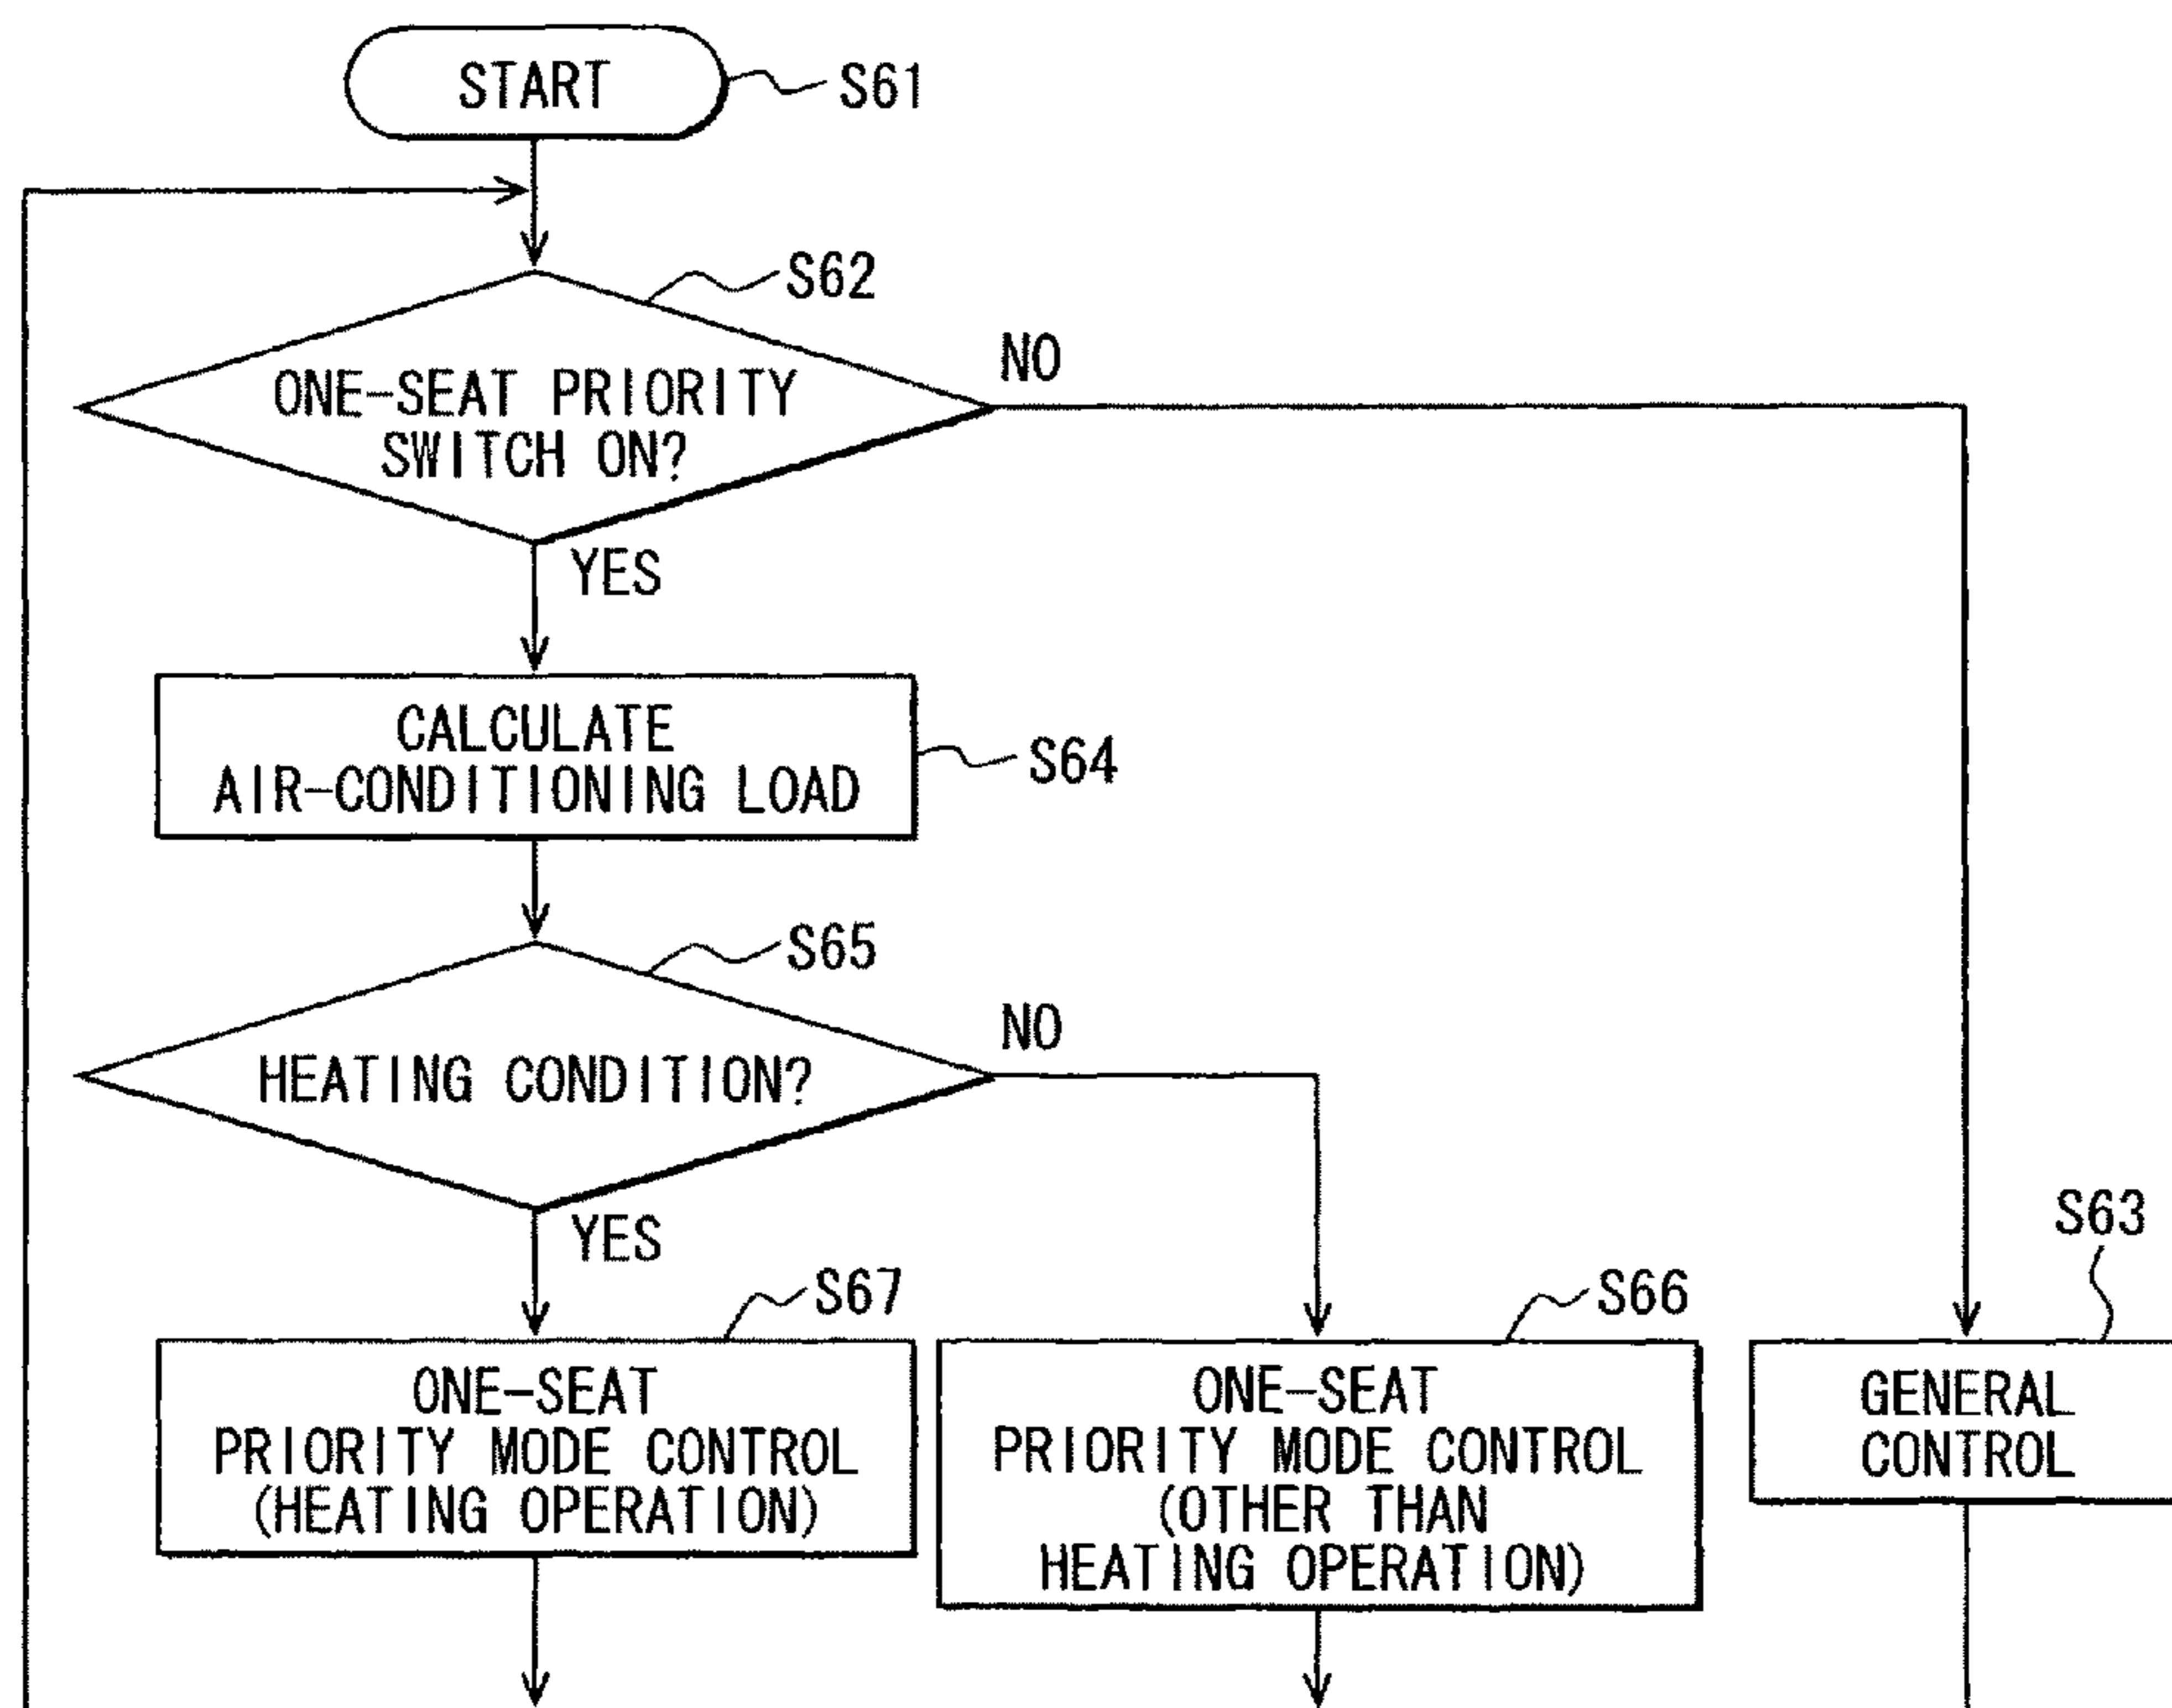 START
S61
S62
ONE-SEAT PRIORITY
SWITCH ON?
NO
YES
CALCULATE
AIR-CONDITIONING LOAD
S64
S65
HEATING CONDITION?
NO
YES
S67
ONE-SEAT
PRIORITY MODE CONTROL
(HEATING OPERATION)
S66
ONE-SEAT
PRIORITY MODE CONTROL
(OTHER THAN
HEATING OPERATION)
S63
GENERAL
CONTROL